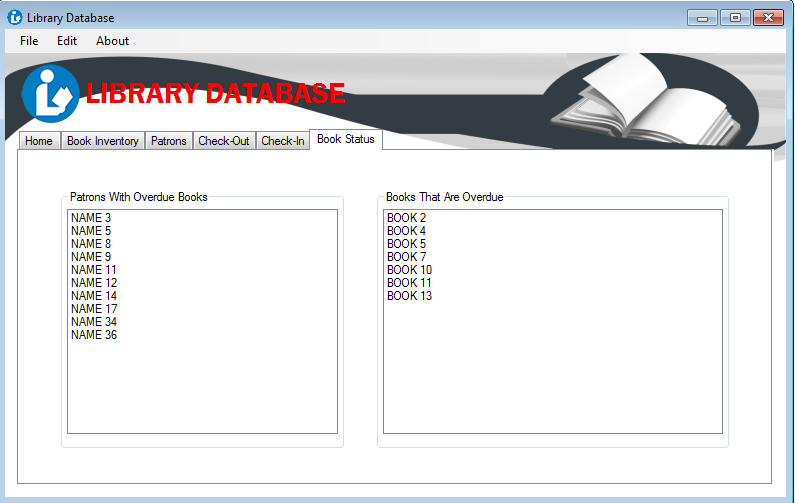 Library Database
File Edit About
LIBRARY DATABASE
Home Book Inventory Patrons Check-Out Check-In Book Status
Patrons With Overdue Books
NAME 3
NAME 5
NAME 8
NAME 9
NAME 11
NAME 12
NAME 14
NAME 17
NAME 34
NAME 36
Books That Are Overdue
BOOK 2
BOOK 4
BOOK 5
BOOK 7
BOOK 10
BOOK 11
BOOK 13